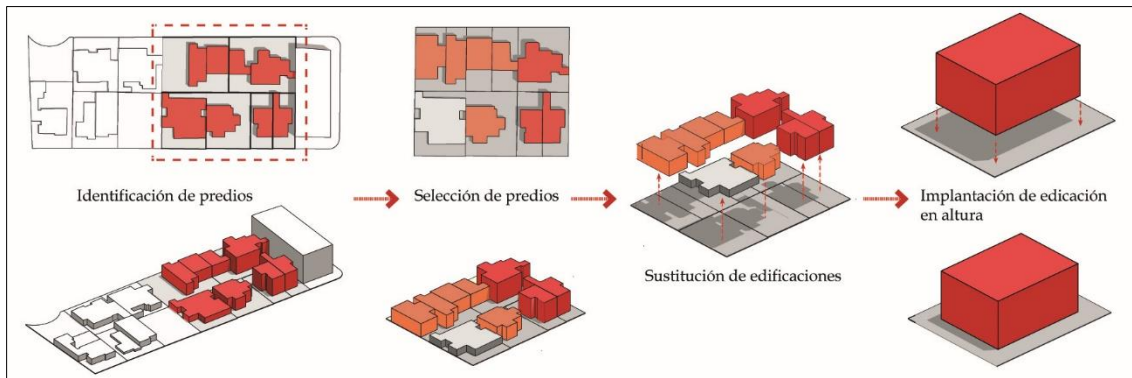 Identificación de predios
Selección de predios
Sustitución de edificaciones
Implantación de edicación
en altura